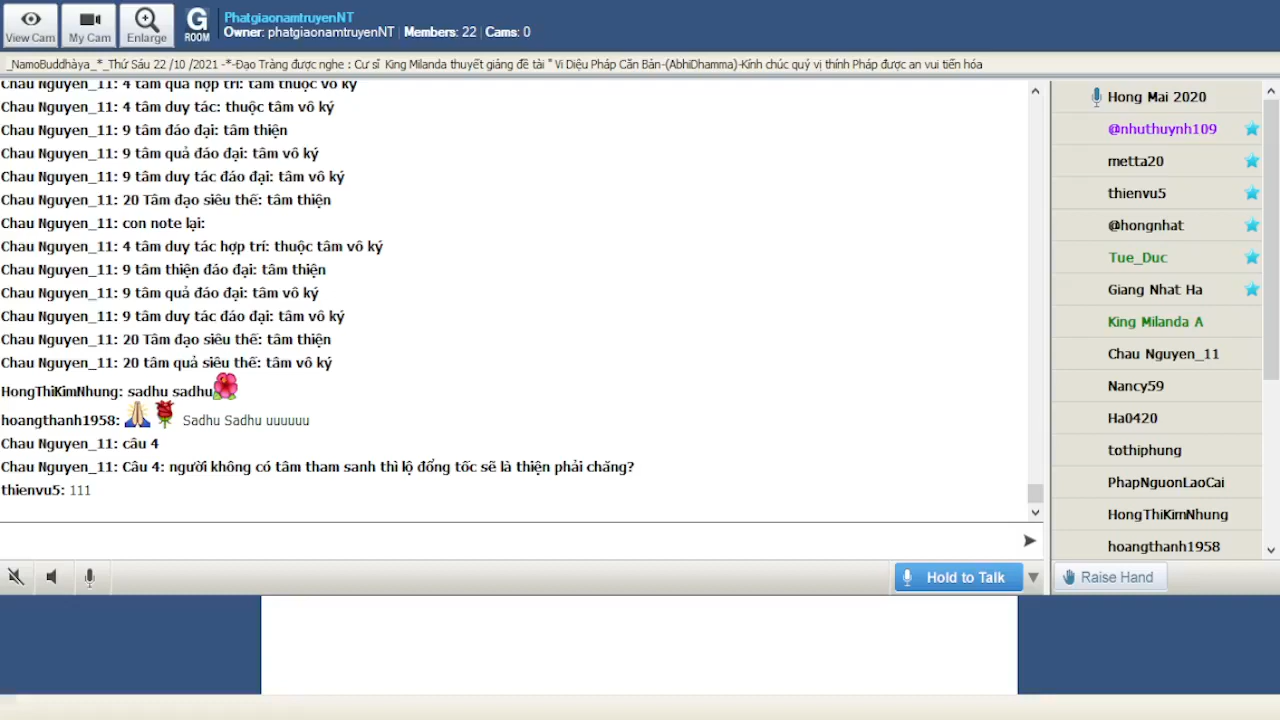 View Cam
My Cam
Enlarge
G
ROOM
PhatgiaonamtruyenNT
Owner: phatgiaonamtruyenNT | Members: 22 | Cams: 0
_NamoBuddhàya_*_Thứ Sáu 22 /10 /2021 -*-Đạo Tràng được nghe : Cư sĩ King Milanda thuyết giảng đề tài " Vi Diệu Pháp Căn Bản-(AbhiDhamma)-Kính chúc quý vị thính Pháp được an vui tiến hóa
Chau Nguyen_11: 4 tâm quả hợp trí: tâm thuộc vô ký
Chau Nguyen_11: 4 tâm duy tác: thuộc tâm vô ký
Chau Nguyen_11: 9 tâm đáo đại: tâm thiện
Chau Nguyen_11: 9 tâm quả đáo đại: tâm vô ký
Chau Nguyen_11: 9 tâm duy tác đáo đại: tâm vô ký
Chau Nguyen_11: 20 Tâm đạo siêu thế: tâm thiện
Chau Nguyen_11: con note lại:
Chau Nguyen_11: 4 tâm duy tác hợp trí: thuộc tâm vô ký
Chau Nguyen_11: 9 tâm thiện đáo đại: tâm thiện
Chau Nguyen_11: 9 tâm quả đáo đại: tâm vô ký
Chau Nguyen_11: 9 tâm duy tác đáo đại: tâm vô ký
Chau Nguyen_11: 20 Tâm đạo siêu thế: tâm thiện
Chau Nguyen_11: 20 tâm quả siêu thế: tâm vô ký
HongThiKimNhung: sadhu sadhu
hoangthanh1958: Sadhu Sadhu uuuuuu
Chau Nguyen_11: câu 4
Chau Nguyen_11: Câu 4: người không có tâm tham sanh thì lộ đổng tốc sẽ là thiện phải chăng?
thienvu5: 111
Hong Mai 2020
@nhuthuynh109
metta20
thienvu5
@hongnhat
Tue_Duc
Giang Nhat Ha
King Milanda A
Chau Nguyen_11
Nancy59
Ha0420
tothiphung
PhapNguonLaoCai
HongThiKimNhung
hoangthanh1958
Hold to Talk
Raise Hand